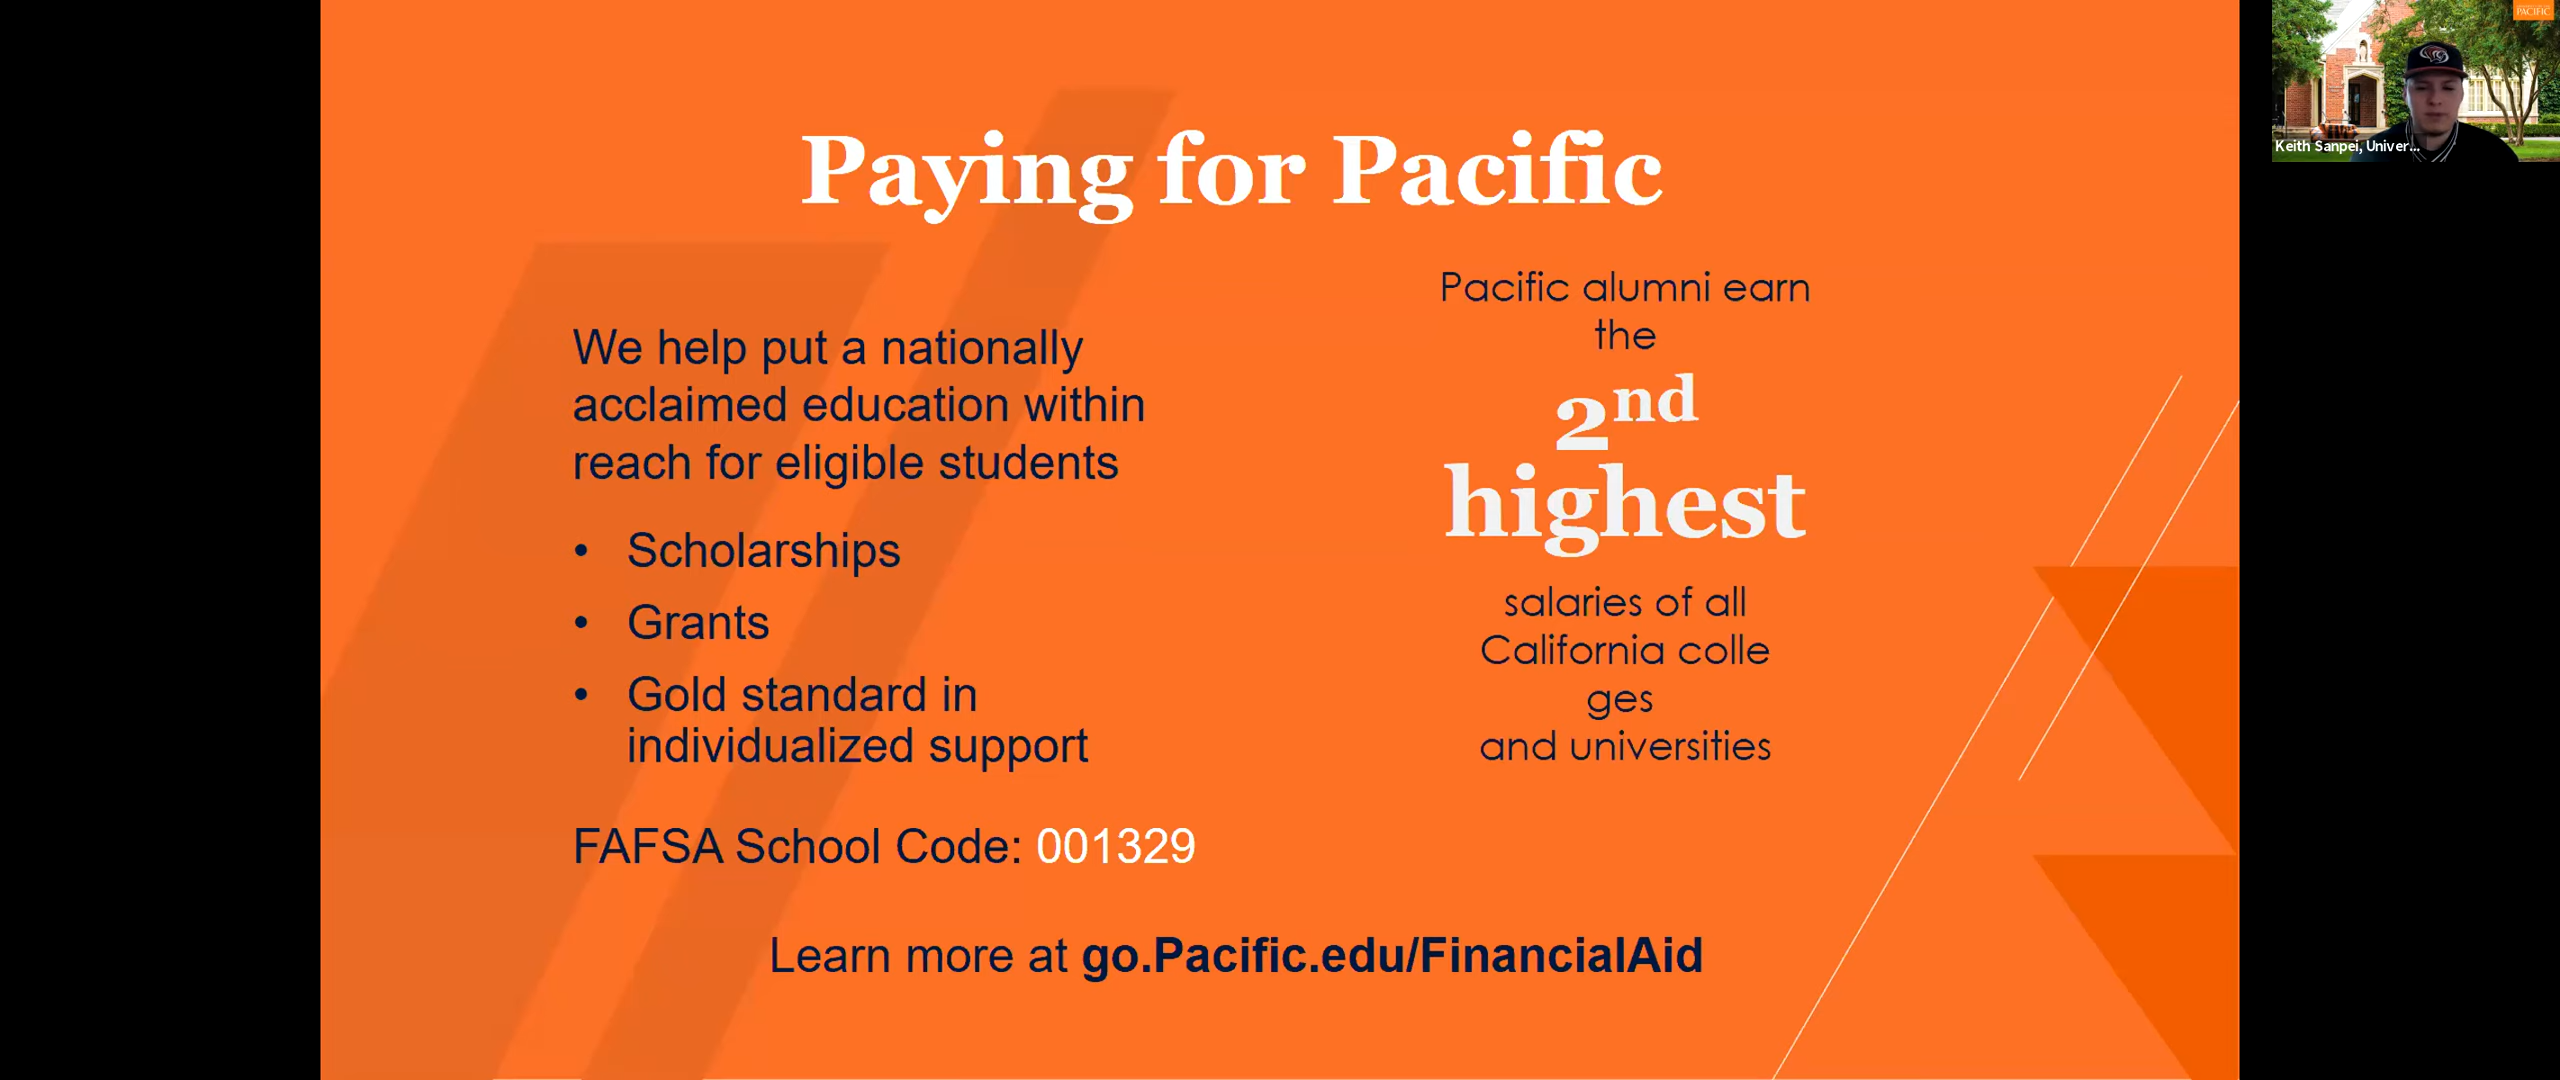 Paying for Pacific
We help put a nationally
acclaimed education within
reach for eligible students
• Scholarships
• Grants
• Gold standard in
individualized support
FAFSA School Code: 001329
Pacific alumni earn
the
2nd
highest
salaries of all
California colle
ges
and universities
Learn more at go.Pacific.edu/FinancialAid
PACIFIC
Keith Sanpei, Univer...